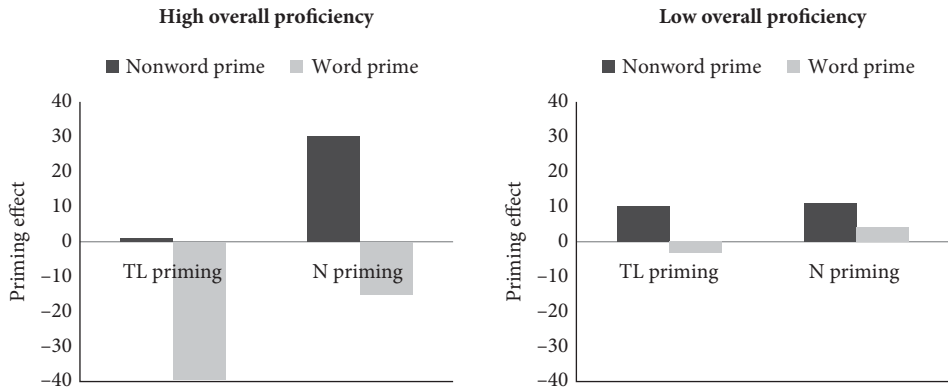 High overall proficiency
Nonword prime Word prime
Priming effect
40
30
20
10
0
–10
–20
–30
–40
TL priming N priming
Low overall proficiency
Nonword prime Word prime
Priming effect
40
30
20
10
0
–10
–20
–30
–40
TL priming N priming